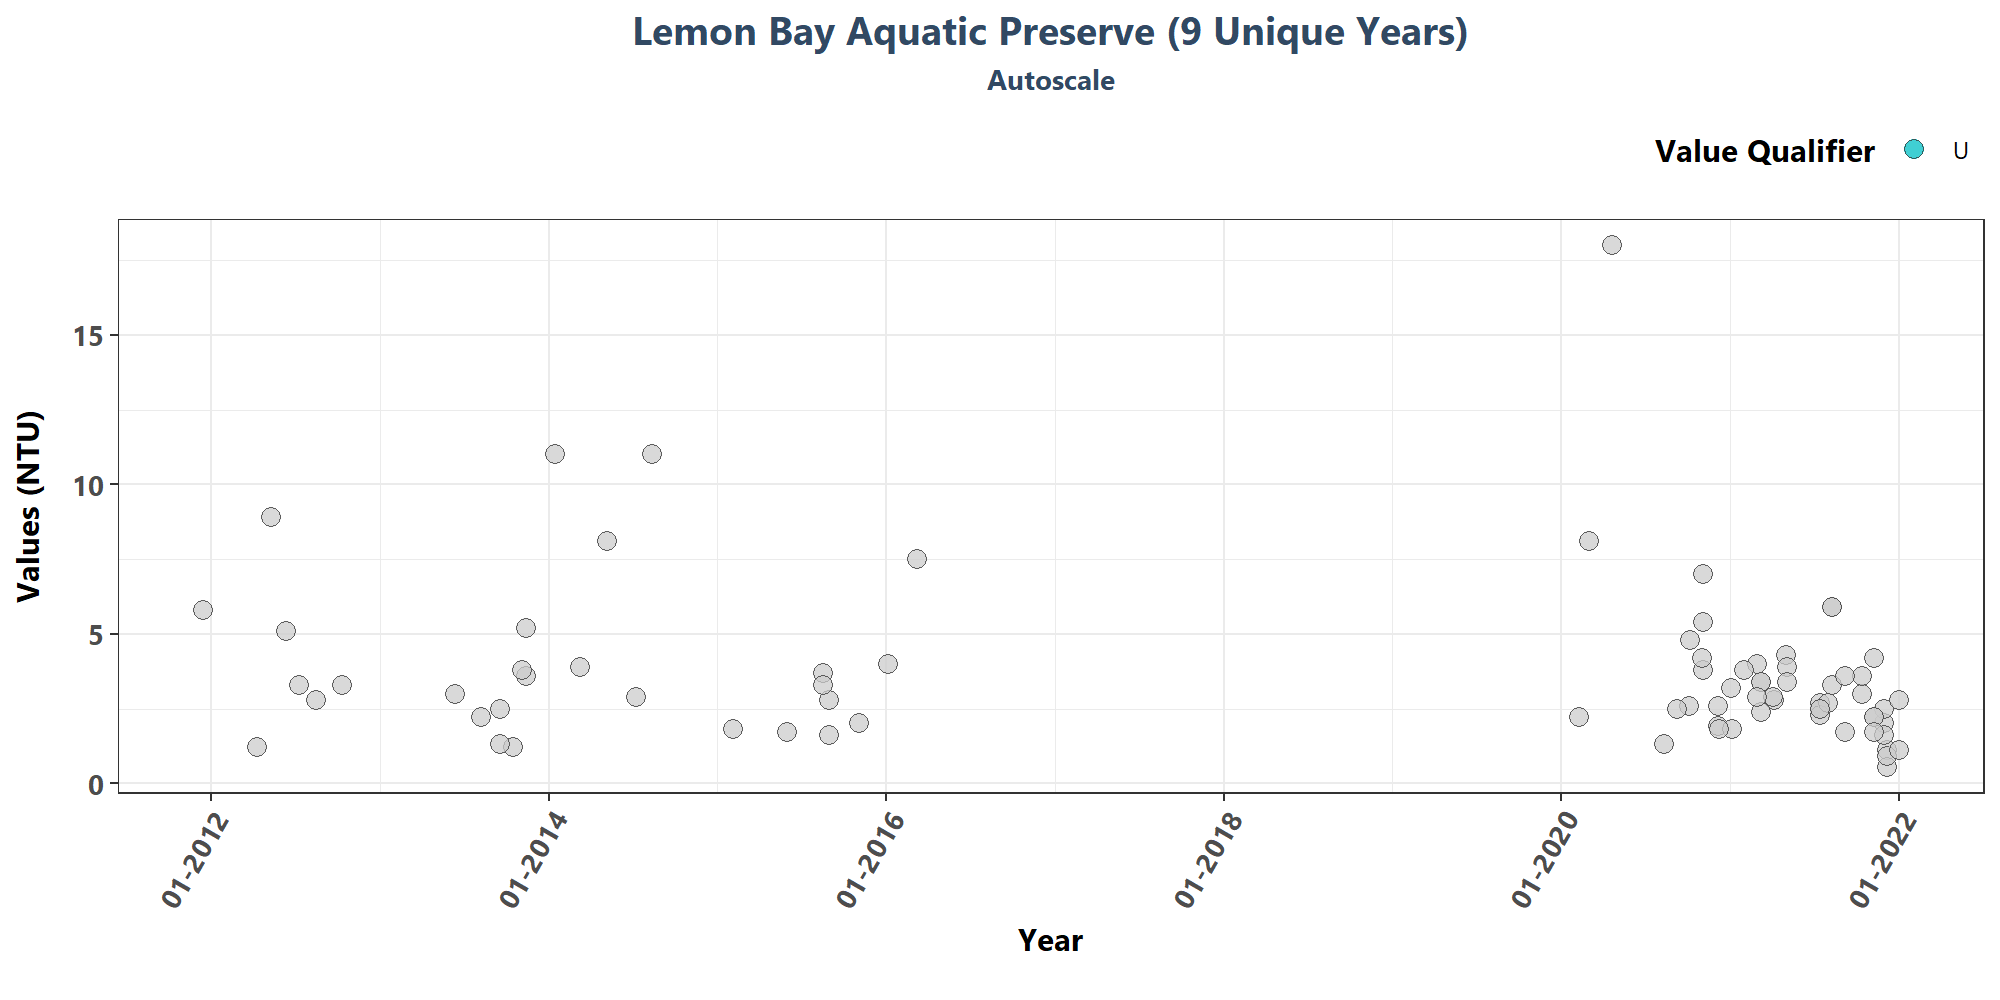 Lemon Bay Aquatic Preserve (9 Unique Years)
Autoscale
Value Qualifier U
Values (NTU)
15
10
5
0
01-2012
01-2014
01-2016
01-2018
01-2020
01-2022
Year